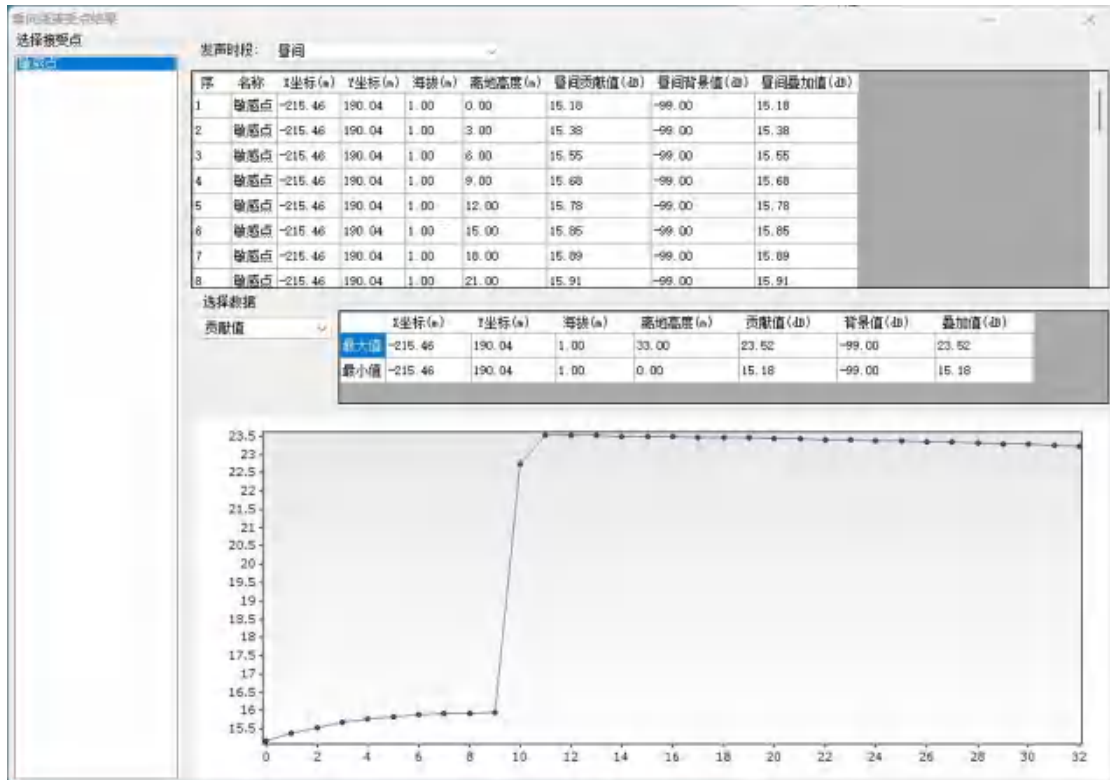 垂向连接受点结果
选择接受点
敏感点
发声时段: 昼间
序 名称 X坐标(m) Y坐标(m) 海拔(m) 离地高度(m) 昼间贡献值(dB) 昼间背景值(dB) 昼间叠加值(dB)
1 敏感点 -215.46 190.04 1.00 0.00 15.18 -99.00 15.18
2 敏感点 -215.46 190.04 1.00 3.00 15.38 -99.00 15.38
3 敏感点 -215.46 190.04 1.00 6.00 15.55 -99.00 15.55
4 敏感点 -215.46 190.04 1.00 9.00 15.68 -99.00 15.68
5 敏感点 -215.46 190.04 1.00 12.00 15.78 -99.00 15.78
6 敏感点 -215.46 190.04 1.00 15.00 15.85 -99.00 15.85
7 敏感点 -215.46 190.04 1.00 18.00 15.89 -99.00 15.89
8 敏感点 -215.46 190.04 1.00 21.00 15.91 -99.00 15.91
选择数据
贡献值
X坐标(m) Y坐标(m) 海拔(m) 离地高度(m) 贡献值(dB) 背景值(dB) 叠加值(dB)
最大值 -215.46 190.04 1.00 33.00 23.52 -99.00 23.52
最小值 -215.46 190.04 1.00 0.00 15.18 -99.00 15.18
23.5
23
22.5
22
21.5
21
20.5
20
19.5
19
18.5
18
17.5
17
16.5
16
15.5
0 2 4 6 8 10 12 14 16 18 20 22 24 26 28 30 32